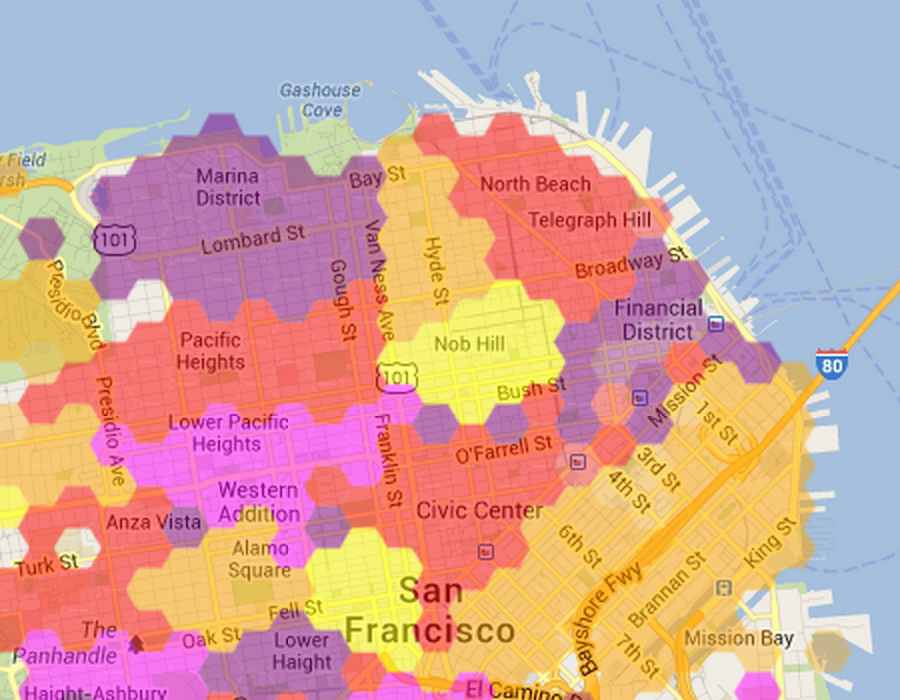 Gashouse
Cove
y Field
rsh
Marina
District
Bay St
North Beach
Telegraph Hill
101
Lombard St
Van Ness Ave
Hyde St
Gough St
Broadway St
Presidio Blvd
Financial
District
Pacific
Heights
Nob Hill
80
101
Bush St
Mission St
Presidio Ave
Lower Pacific
Heights
Franklin St
1st St
O'Farrell St
3rd St
4th St
Western
Addition
Anza Vista
Civic Center
6th St
King St
Alamo
Square
Turk St
San
Francisco
Fell St
Bayshore Fwy
Brannan St
The
Panhandle
Oak St
Lower
Haight
7th St
Mission Bay
Haight-Ashbury
El Camino